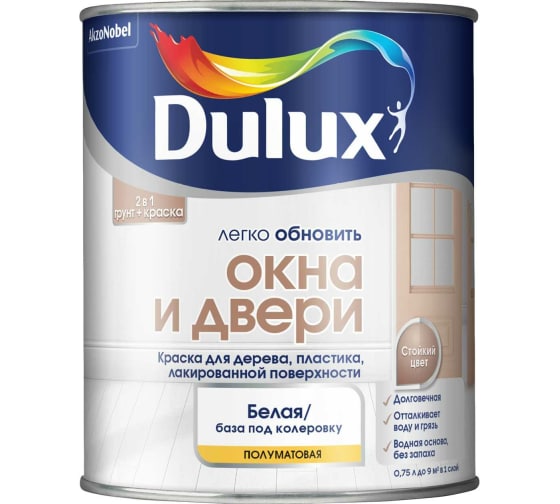 AkzoNobel
Dulux
2 в 1
грунт+краска
легко обновить
окна
и двери
Краска для дерева, пластика,
лакированной поверхности
Стойкий
цвет
Белая/
база под колеровку
ПОЛУМАТОВАЯ
Долговечная
Отталкивает
воду и грязь
Водная основа,
без запаха
0,75 л до 9 м² в 1 слой